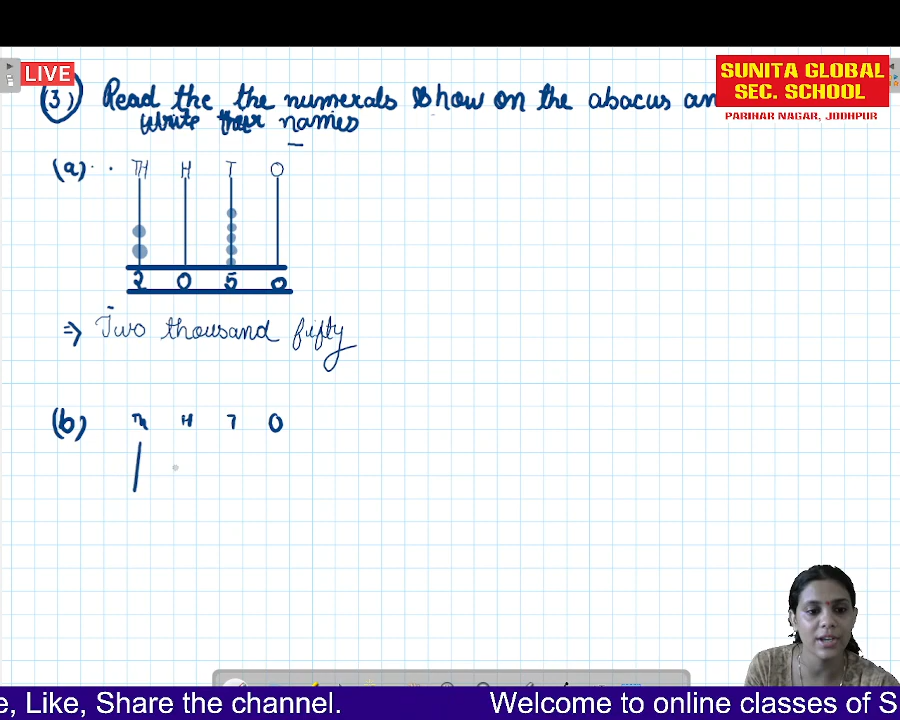 LIVE
SUNITA GLOBAL
SEC. SCHOOL
PARIHAR NAGAR, JODHPUR
(3) Read the the numerals show on the abacus an
write their names
(a) TH H T O
2 0 5 0
⇒ Two thousand fifty
(b) Th H T O
e, Like, Share the channel. Welcome to online classes of S